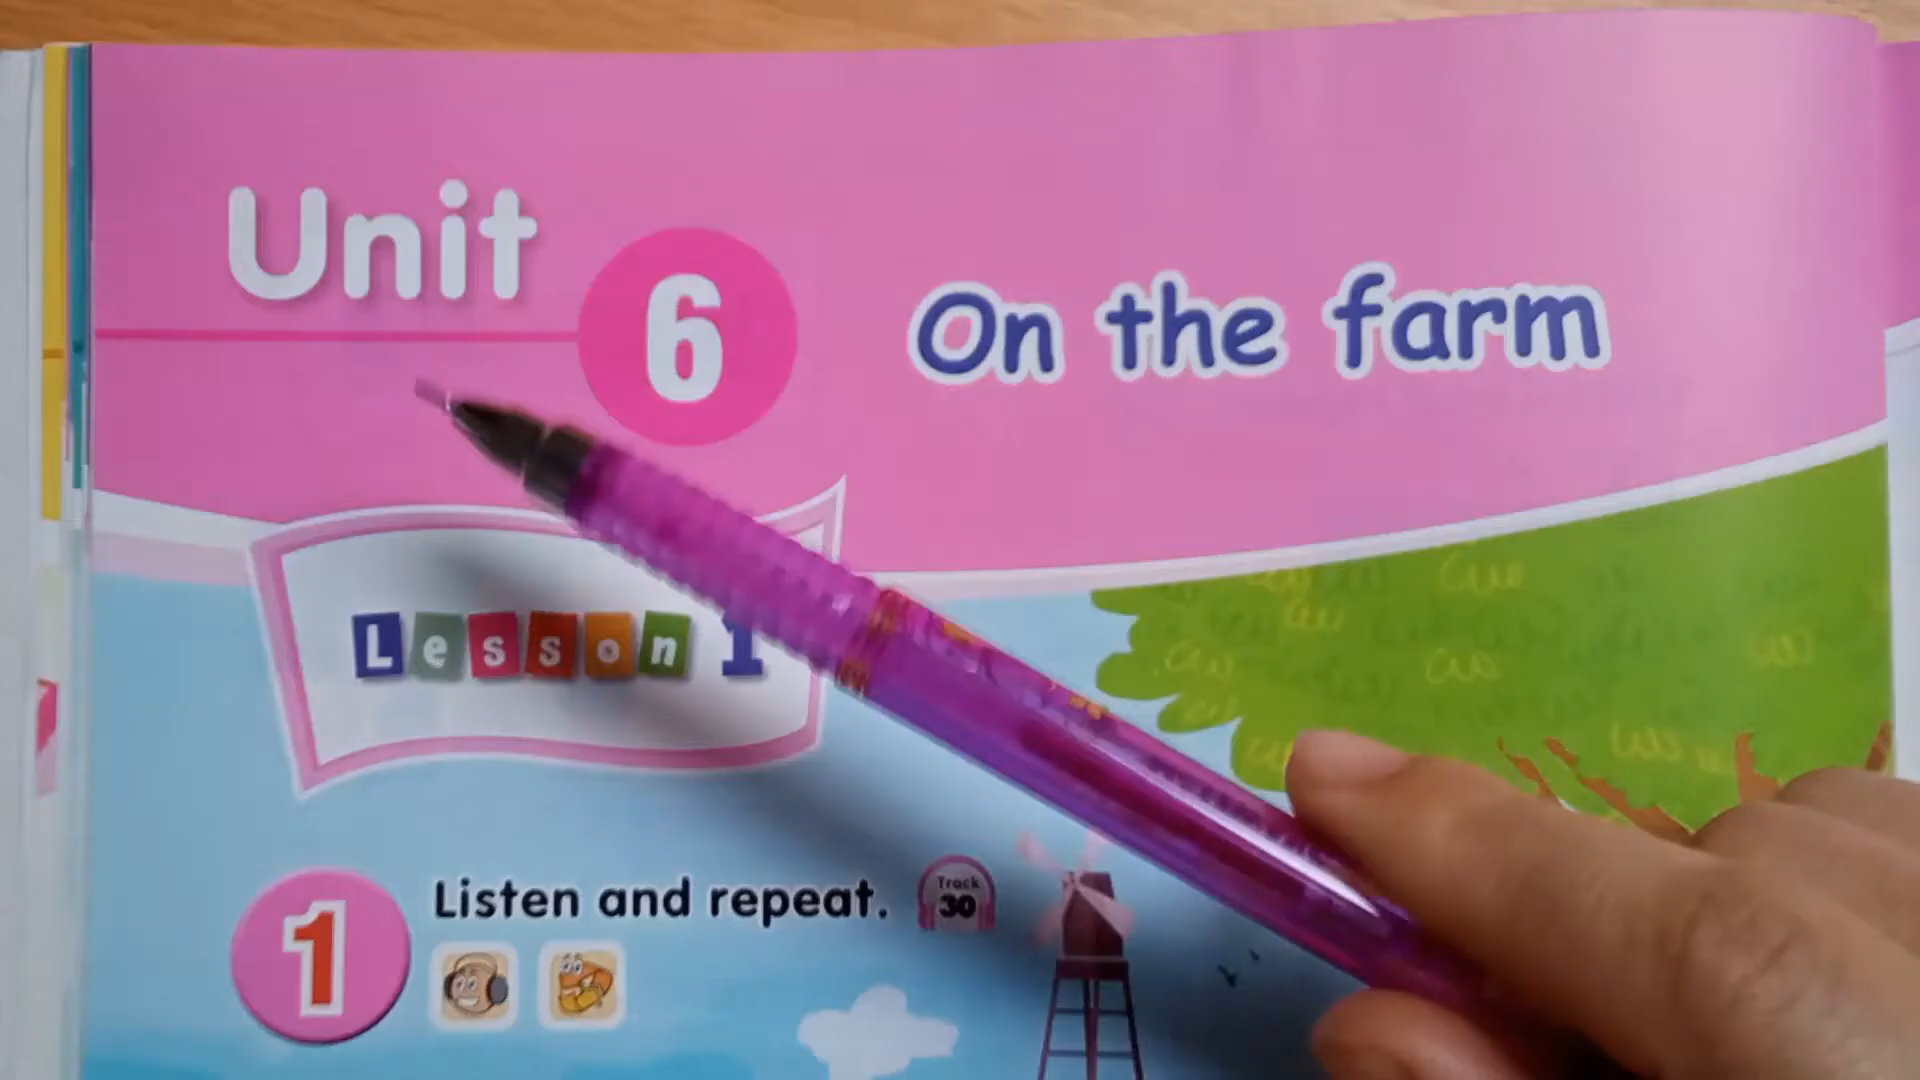 Unit 6 On the farm
Lesson 1
1 Listen and repeat. Track 30